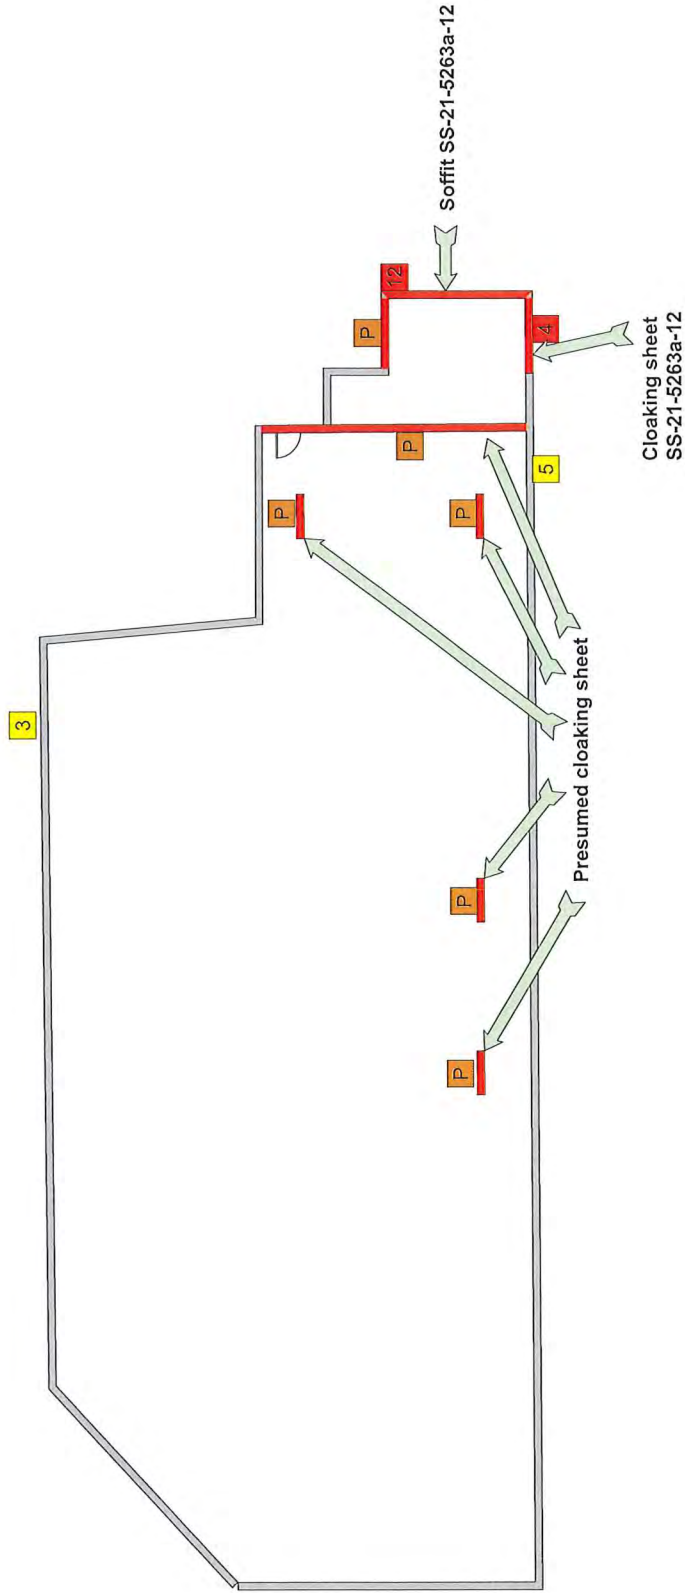 Soffit SS-21-5263a-12
12
P
4
Cloaking sheet
SS-21-5263a-12
P
5
P
P
3
Presumed cloaking sheet
P
P